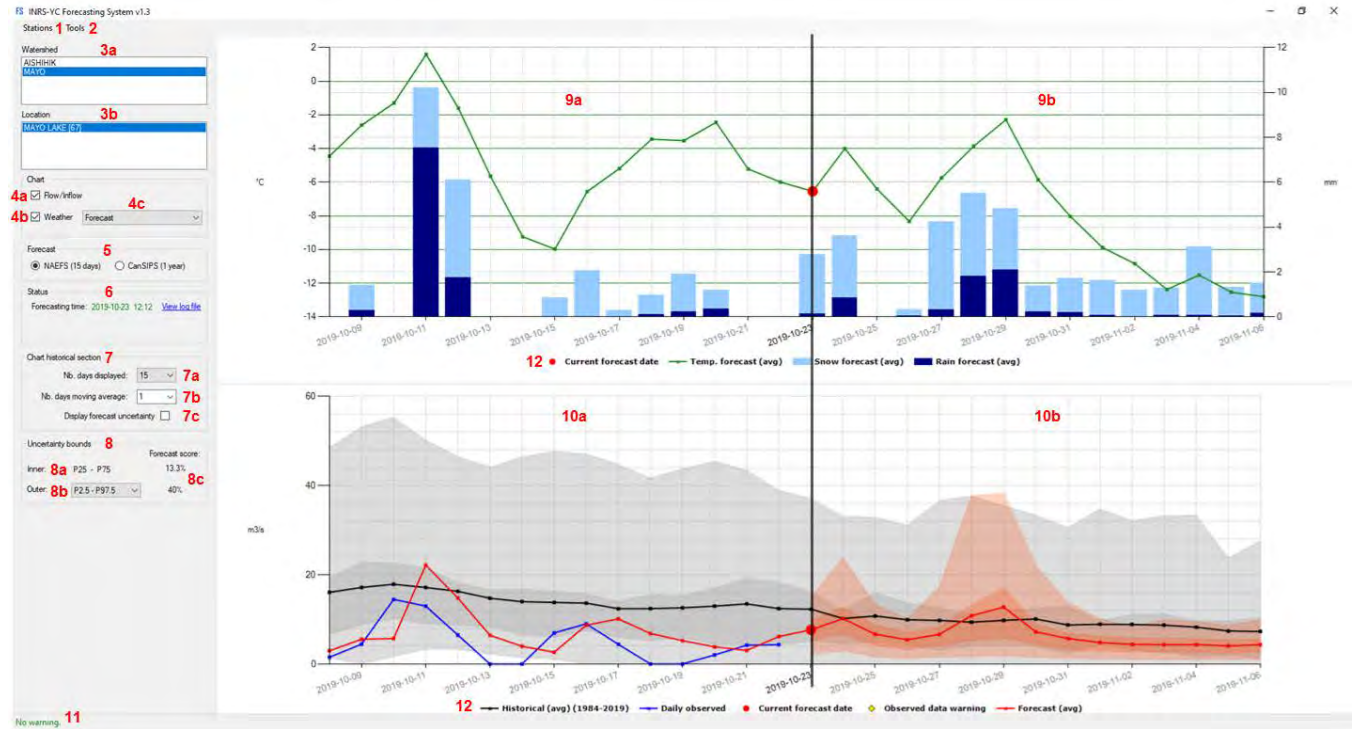 FS INRS-YC Forecasting System v1.3
Stations 1 Tools 2
Watershed 3a
AISHIHIK
MAYO
Location 3b
MAYO LAKE [67]
Chart
4a Flow/Inflow
4b Weather Forecast 4c
Forecast 5
NAEFS (15 days) CanSIPS (1 year)
Status 6
Forecasting time: 2019-10-23 12:12 View log file
Chart historical section 7
Nb. days displayed: 15 7a
Nb. days moving average: 1 7b
Display forecast uncertainty 7c
Uncertainty bounds 8
Forecast score:
Inner: 8a P25 - P75 13.3%
8c
Outer: 8b P2.5 - P97.5 40%
No warning. 11
2 12
0 10
9a 9b
-2
-4 8
°C -6 6 mm
-8 4
-10
-12 2
-14 0
2019-10-09 2019-10-11 2019-10-13 2019-10-15 2019-10-17 2019-10-19 2019-10-21 2019-10-23 2019-10-25 2019-10-27 2019-10-29 2019-10-31 2019-11-02 2019-11-04 2019-11-06
12 Current forecast date Temp. forecast (avg) Snow forecast (avg) Rain forecast (avg)
60
10a 10b
40
m3/s
20
0
2019-10-09 2019-10-11 2019-10-13 2019-10-15 2019-10-17 2019-10-19 2019-10-21 2019-10-23 2019-10-25 2019-10-27 2019-10-29 2019-10-31 2019-11-02 2019-11-04 2019-11-06
12 Historical (avg) (1984-2019) Daily observed Current forecast date Observed data warning Forecast (avg)